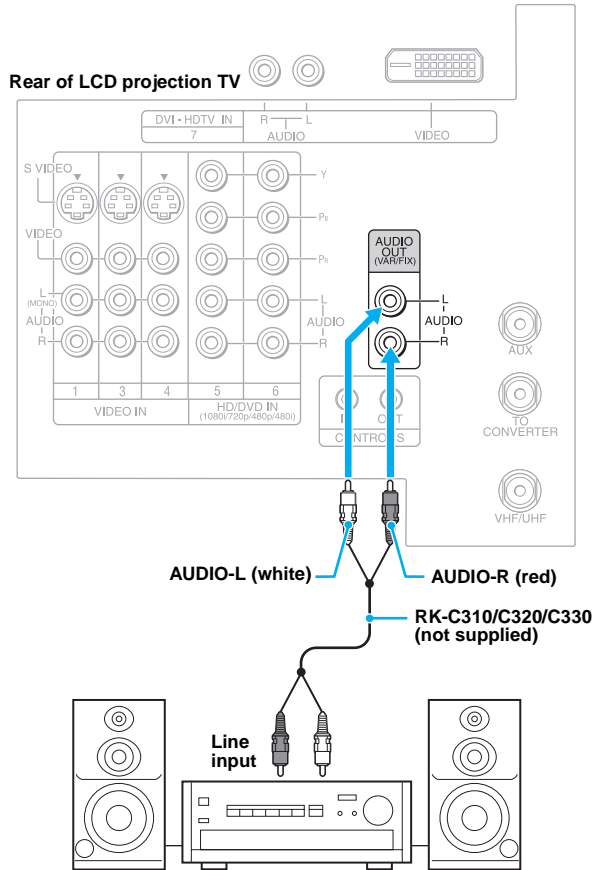 Rear of LCD projection TV
DVI - HDTV IN
7
R L
AUDIO
VIDEO
S VIDEO
VIDEO
L
(MONO)
AUDIO
R
Y
PB
PR
L
AUDIO
R
1 3 4 5 6
VIDEO IN
HD/DVD IN
(1080i/720p/480p/480i)
AUDIO
OUT
(VAR/FIX)
L
AUDIO
R
IN OUT
CONTROL S
AUX
TO
CONVERTER
VHF/UHF
AUDIO-L (white)
AUDIO-R (red)
RK-C310/C320/C330
(not supplied)
Line
input